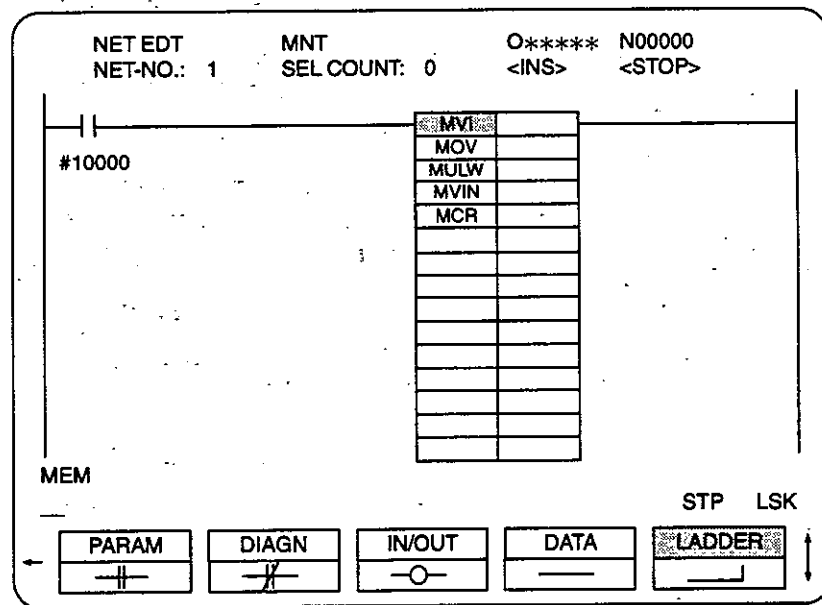 NET EDT MNT O***** N00000
NET-NO.: 1 SEL COUNT: 0 <INS> <STOP>
#10000
MVI
MOV
MULW
MVIN
MCR
MEM
STP LSK
PARAM DIAGN IN/OUT DATA LADDER